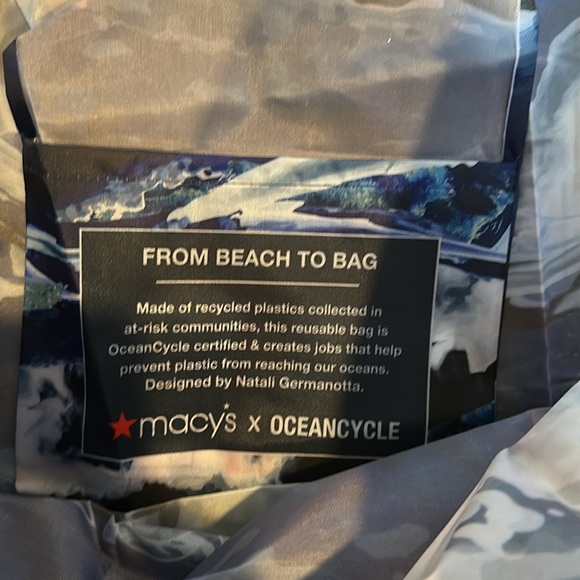 FROM BEACH TO BAG
Made of recycled plastics collected in
at-risk communities, this reusable bag is
OceanCycle certified & creates jobs that help
prevent plastic from reaching our oceans.
Designed by Natali Germanotta.
macy's X OCEANCYCLE